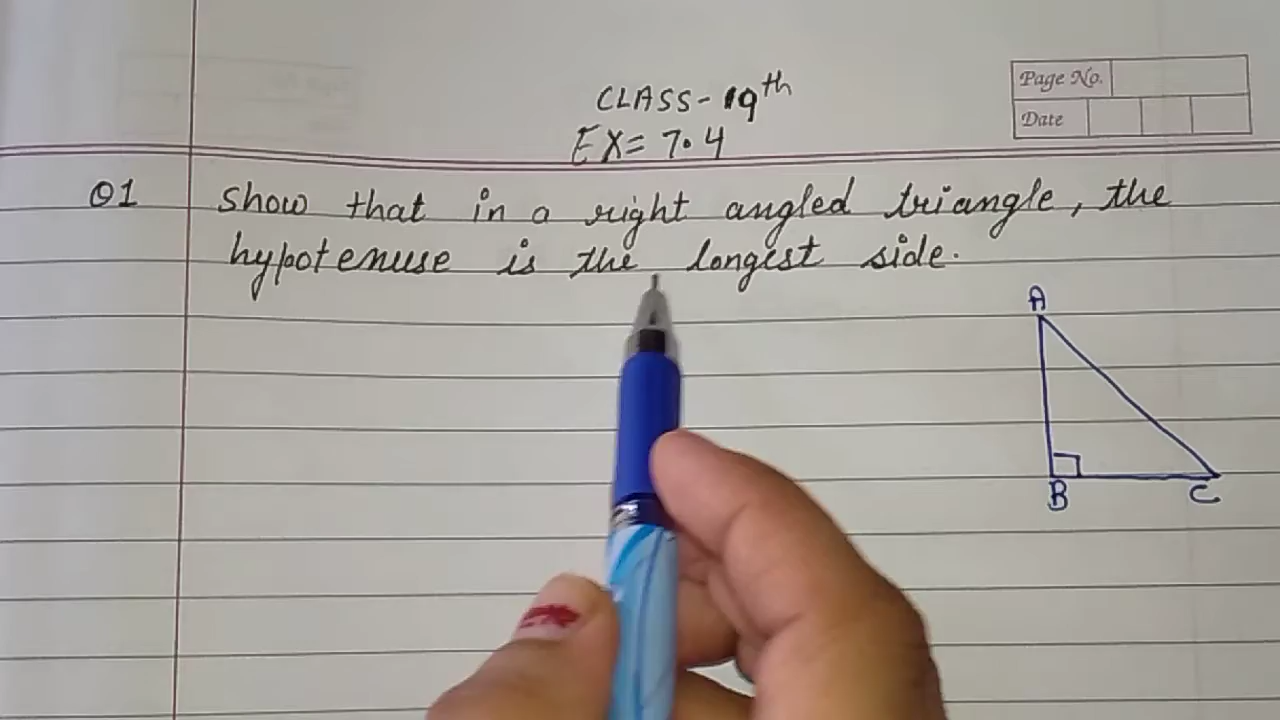 CLASS - 9th
EX = 7.4
Page No.
Date
Q1 Show that in a right angled triangle, the
hypotenuse is the longest side.
A
B
C